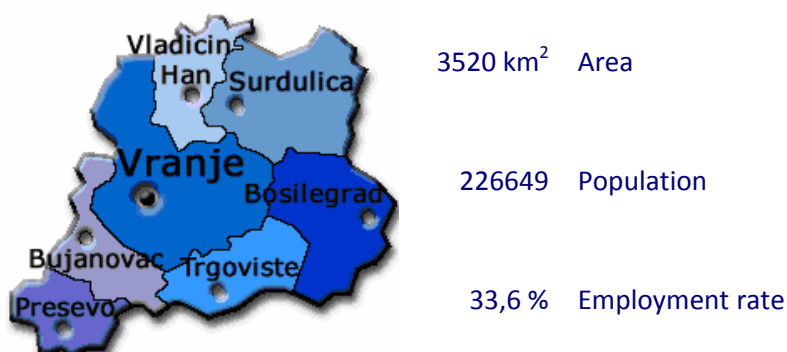 Vladicin-
Han
Surdulica
Vranje
Bosilegrad
Bujanovac
Trgoviste
Presevo
3520 km² Area
226649 Population
33,6 % Employment rate